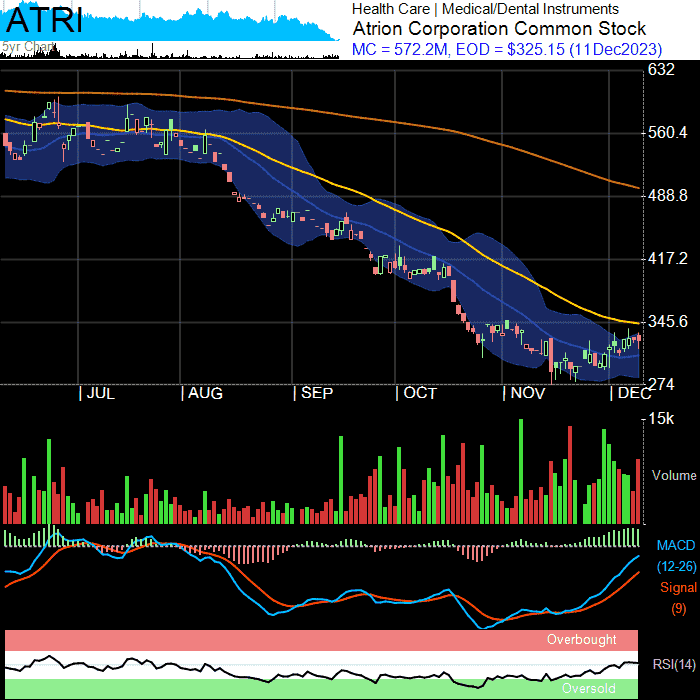 ATRI
5yr Chart
Health Care | Medical/Dental Instruments
Atrion Corporation Common Stock
MC = 572.2M, EOD = $325.15 (11Dec2023)
632
560.4
488.8
417.2
345.6
274
JUL
AUG
SEP
OCT
NOV
DEC
15k
Volume
MACD
(12-26)
Signal
(9)
Overbought
RSI(14)
Oversold